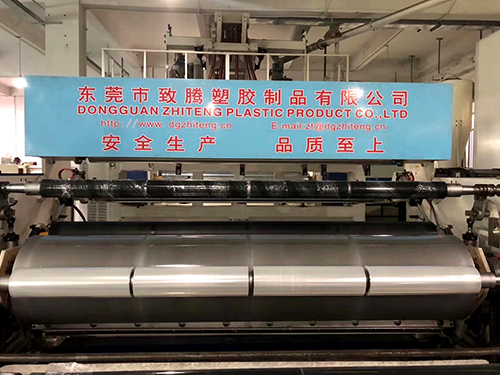 东莞市致腾塑胶制品有限公司
DONGGUAN ZHITENG PLASTIC PRODUCT CO.,LTD
http://www.dgzhiteng.cn E-mail:zt@dgzhiteng.cn
安全生产 品质至上